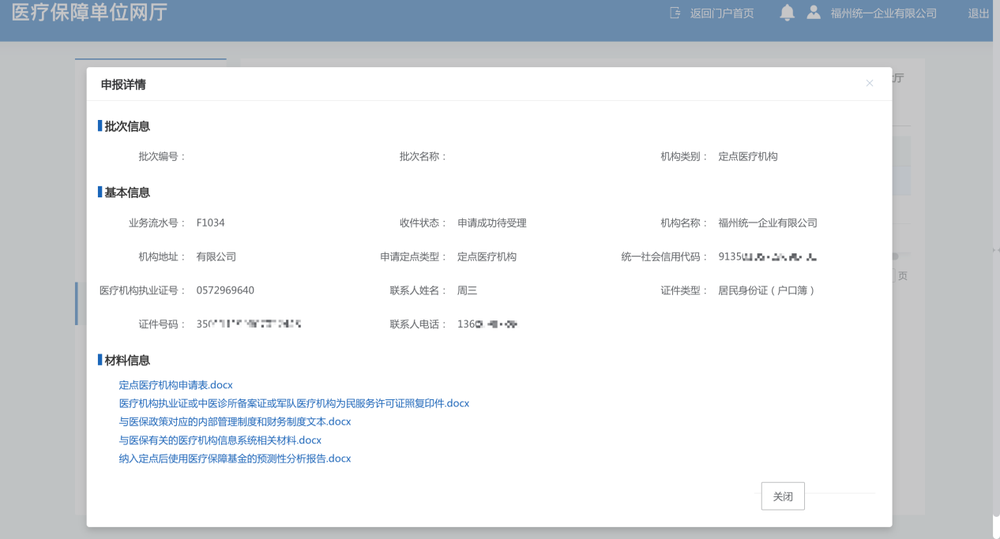 医疗保障单位网厅
返回门户首页 福州统一企业有限公司 退出
厅
申报详情
批次信息
批次编号： 批次名称： 机构类别： 定点医疗机构
基本信息
业务流水号： F1034 收件状态： 申请成功待受理 机构名称： 福州统一企业有限公司
机构地址： 有限公司 申请定点类型： 定点医疗机构 统一社会信用代码： 9135
医疗机构执业证号： 0572969640 联系人姓名： 周三 证件类型： 居民身份证（户口簿）
页
证件号码： 350 联系人电话： 136
材料信息
定点医疗机构申请表.docx
医疗机构执业证或中医诊所备案证或军队医疗机构为民服务许可证照复印件.docx
与医保政策对应的内部管理制度和财务制度文本.docx
与医保有关的医疗机构信息系统相关材料.docx
纳入定点后使用医疗保障基金的预测性分析报告.docx
关闭